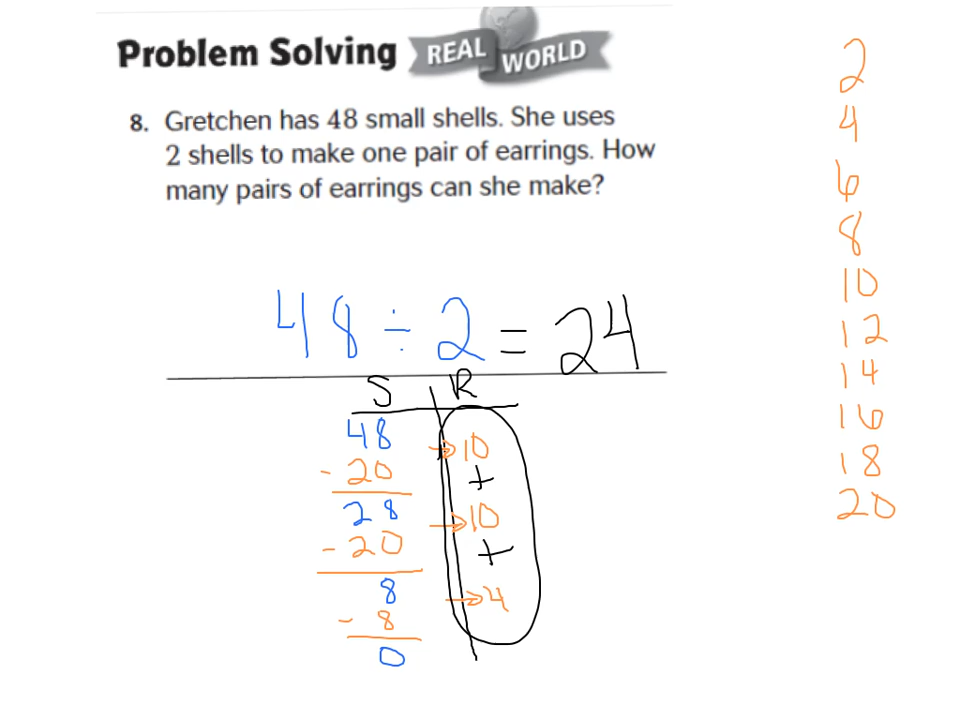 Problem Solving REAL WORLD
8. Gretchen has 48 small shells. She uses
2 shells to make one pair of earrings. How
many pairs of earrings can she make?
48 ÷ 2 = 24
S R
48 → 10
- 20 +
28 → 10
- 20 +
8 → 4
- 8
0
2
4
6
8
10
12
14
16
18
20